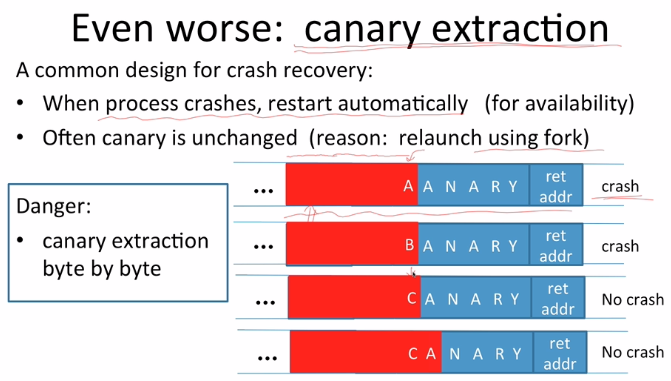 Even worse: canary extraction
A common design for crash recovery:
• When process crashes, restart automatically (for availability)
• Often canary is unchanged (reason: relaunch using fork)
Danger:
• canary extraction
byte by byte
... A A N A R Y ret addr crash
... B A N A R Y ret addr crash
... C A N A R Y ret addr No crash
... C A N A R Y ret addr No crash